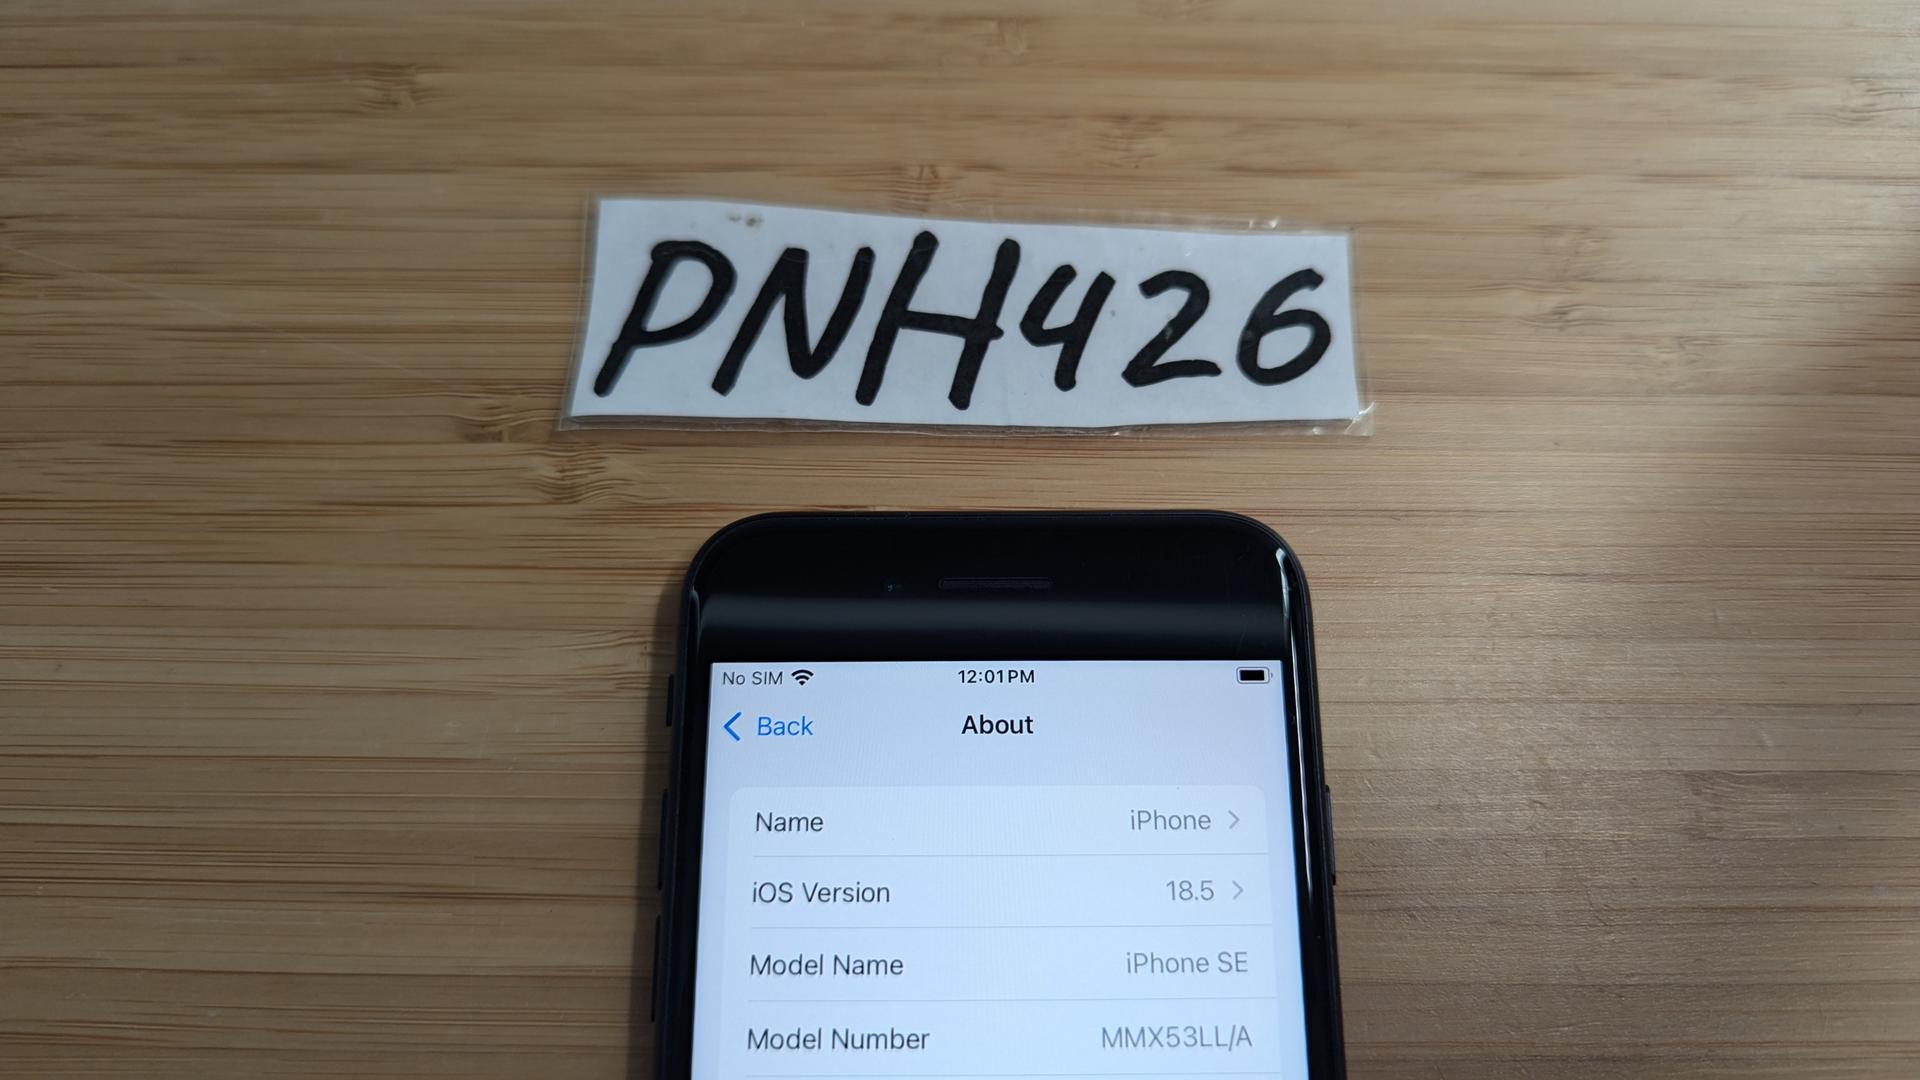 PNH426
No SIM 12:01 PM
Back About
Name iPhone
iOS Version 18.5
Model Name iPhone SE
Model Number MMX53LL/A